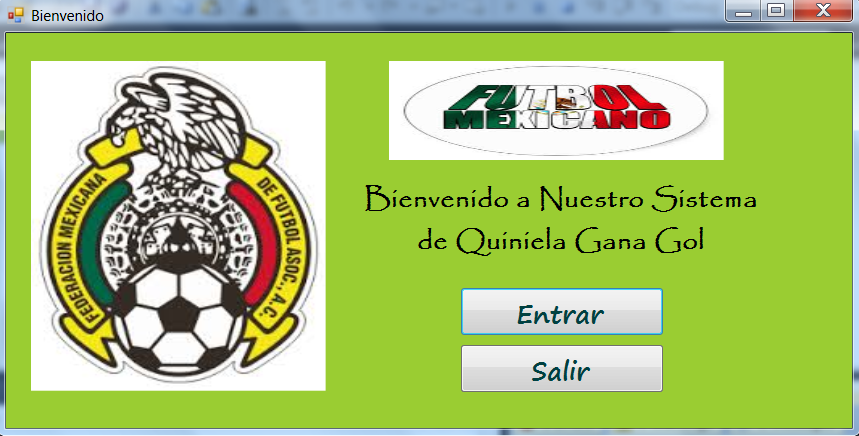 Bienvenido
FEDERACION MEXICANA
DE FUTBOL ASOC., A.C.
FUTBOL
MEXICANO
Bienvenido a Nuestro Sistema
de Quiniela Gana Gol
Entrar
Salir